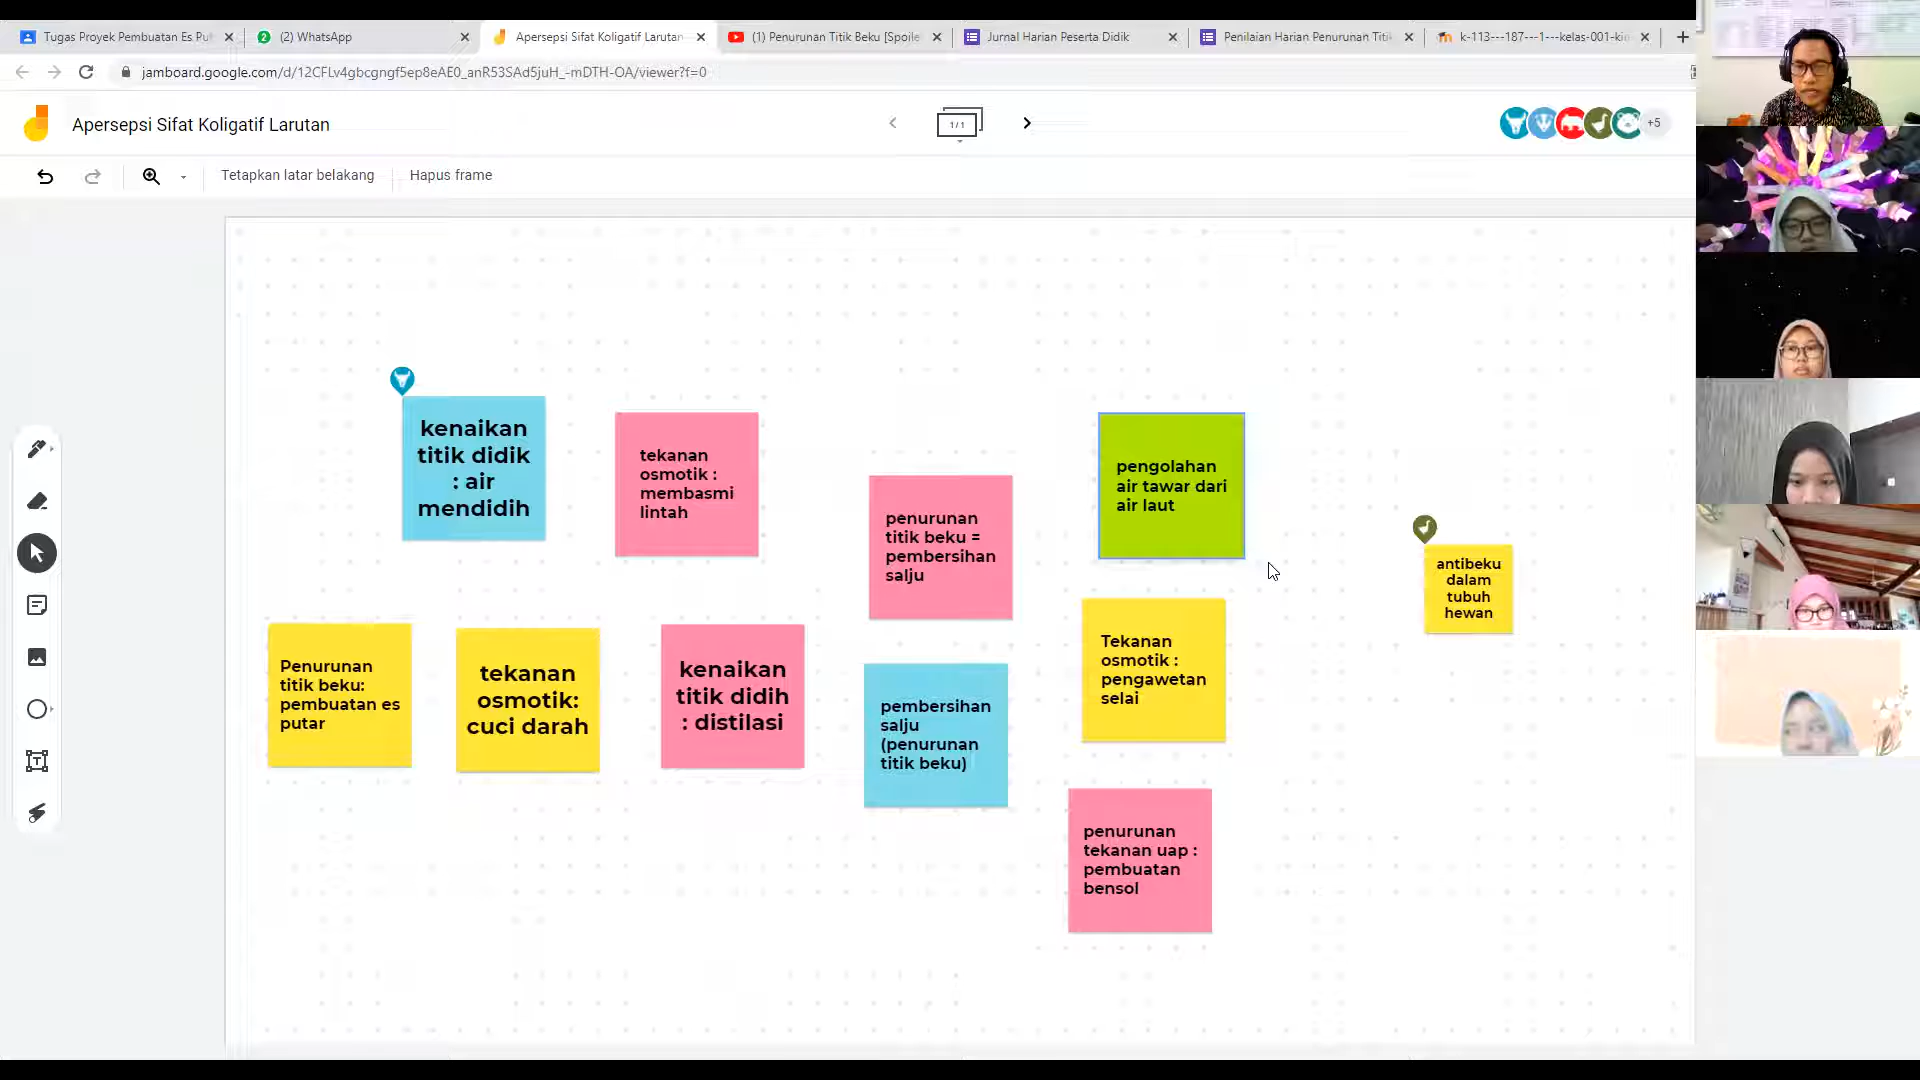 Tugas Proyek Pembuatan Es Put
(2) WhatsApp
Apersepsi Sifat Koligatif Larutan
(1) Penurunan Titik Beku [Spoile
Jurnal Harian Peserta Didik
Penilaian Harian Penurunan Titi
k-113---187---1---kelas-001-ki
jamboard.google.com/d/12CFLv4gbcgngf5ep8eAE0_anR53SAd5juH_-mDTH-OA/viewer?f=0
Apersepsi Sifat Koligatif Larutan
1/1
+5
Tetapkan latar belakang
Hapus frame
kenaikan
titik didik
: air
mendidih
tekanan
osmotik :
membasmi
lintah
penurunan
titik beku =
pembersihan
salju
pengolahan
air tawar dari
air laut
antibeku
dalam
tubuh
hewan
Penurunan
titik beku:
pembuatan es
putar
tekanan
osmotik:
cuci darah
kenaikan
titik didih
: distilasi
pembersihan
salju
(penurunan
titik beku)
Tekanan
osmotik :
pengawetan
selai
penurunan
tekanan uap :
pembuatan
bensol